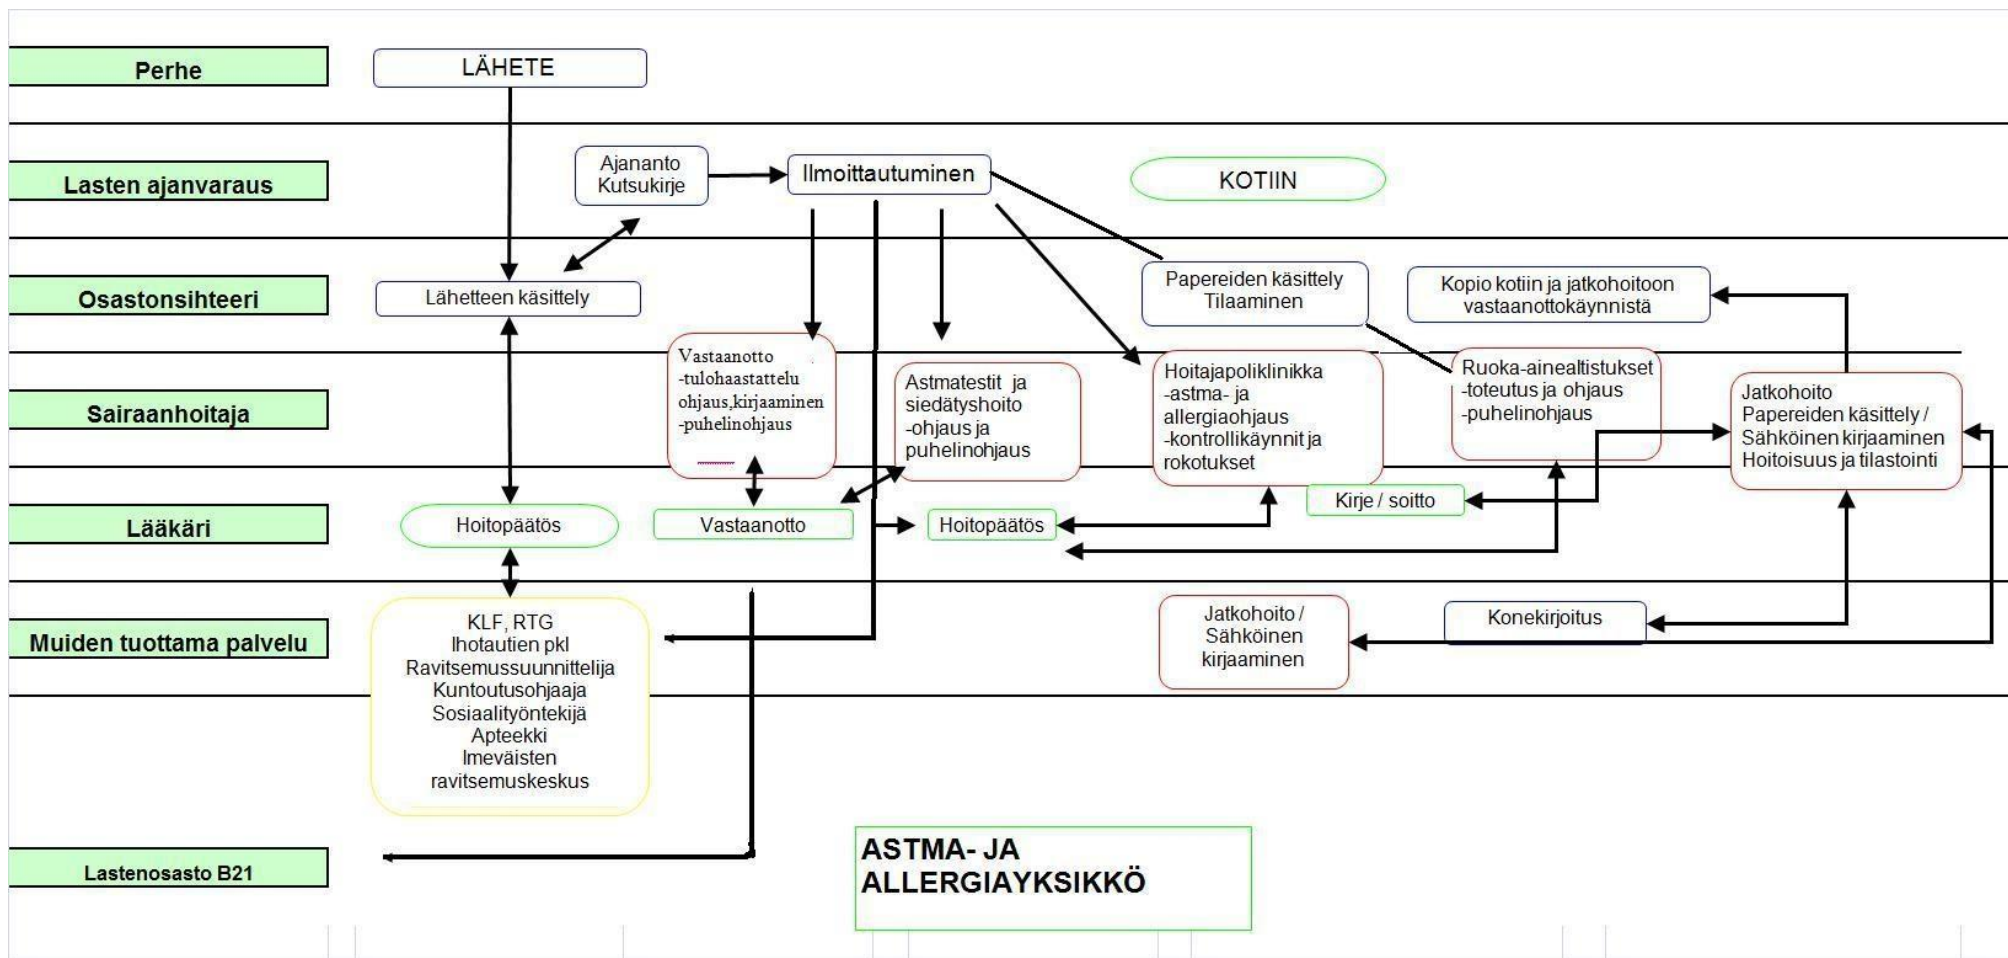 Perhe
LÄHETE
Lasten ajanvaraus
Ajananto
Kutsukirje
Ilmoittautuminen
KOTIIN
Osastonsihteeri
Lähetteen käsittely
Papereiden käsittely
Tilaaminen
Kopio kotiin ja jatkohoitoon
vastaanottokäynnistä
Sairaanhoitaja
Vastaanotto
-tulohaastattelu
ohjaus,kirjaaminen
-puhelinohjaus
Astmatestit ja
siedätyshoito
-ohjaus ja
puhelinohjaus
Hoitajapoliklinikka
-astma- ja
allergiaohjaus
-kontrollikäynnit ja
rokotukset
Ruoka-ainealtistukset
-toteutus ja ohjaus
-puhelinohjaus
Jatkohoito
Papereiden käsittely /
Sähköinen kirjaaminen
Hoitoisuus ja tilastointi
Lääkäri
Hoitopäätös
Vastaanotto
Hoitopäätös
Kirje / soitto
Muiden tuottama palvelu
KLF, RTG
Ihotautien pkl
Ravitsemussuunnittelija
Kuntoutusohjaaja
Sosiaalityöntekijä
Apteekki
Imeväisten
ravitsemuskeskus
Jatkohoito /
Sähköinen
kirjaaminen
Konekirjoitus
Lastenosasto B21
ASTMA- JA
ALLERGIAYKSIKKÖ